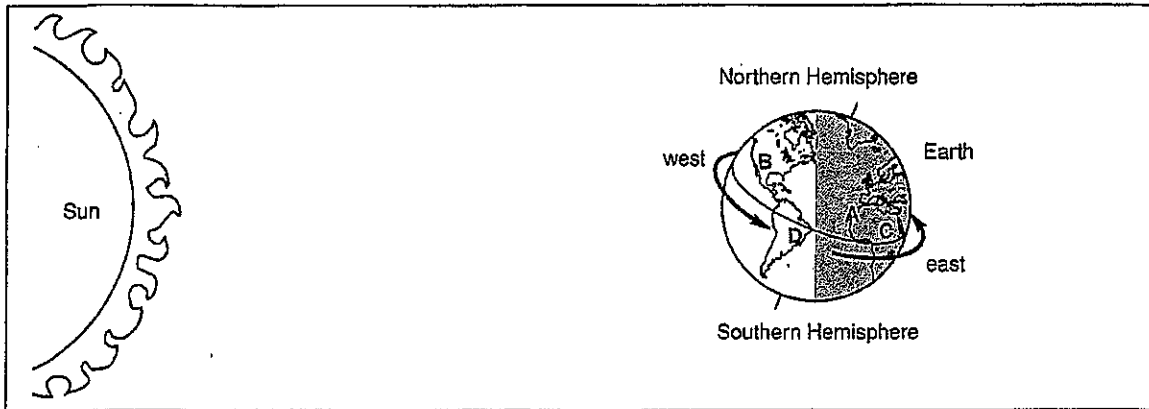 Northern Hemisphere
Earth
west
B
Sun
A
C
D
east
Southern Hemisphere